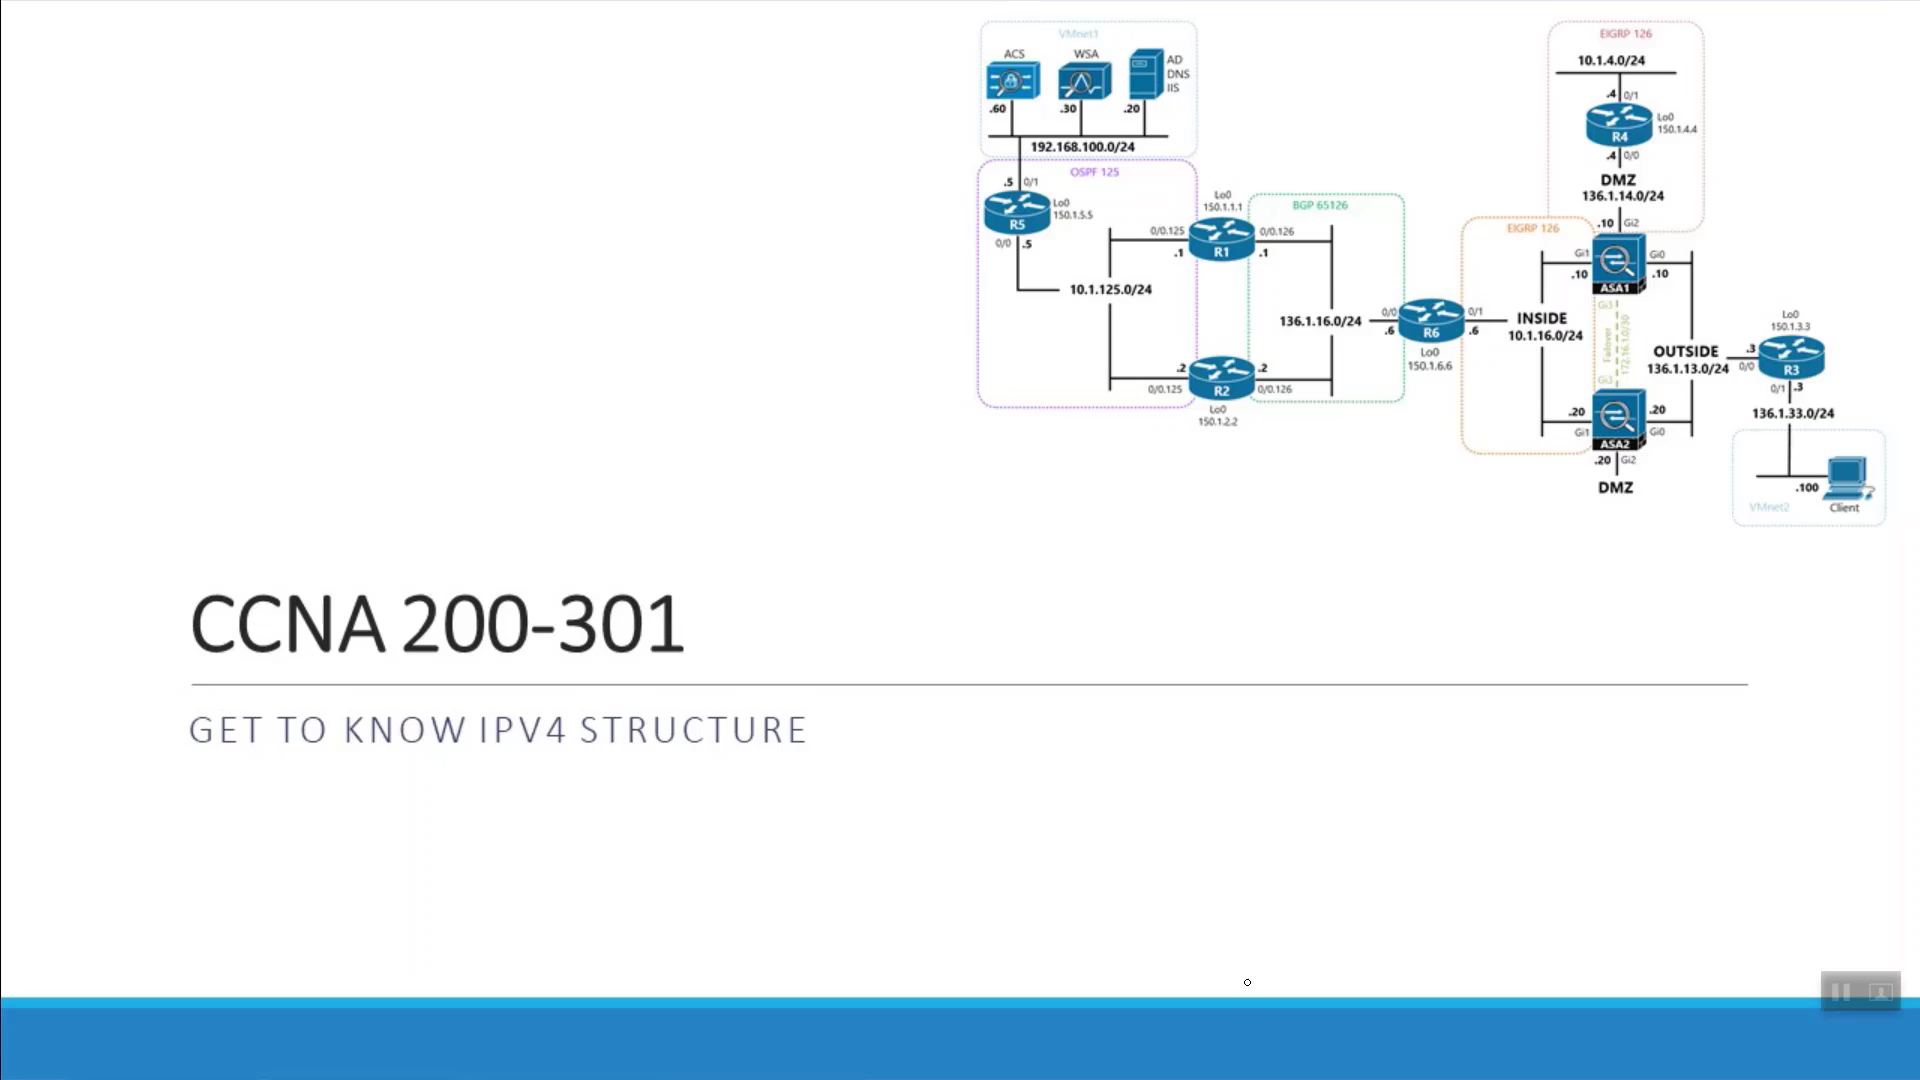 VMnet1
ACS
WSA
AD
DNS
IIS
.60
.30
.20
192.168.100.0/24
OSPF 125
.5 0/1
R5
Lo0
150.1.5.5
0/0 .5
10.1.125.0/24
Lo0
150.1.1.1
0/0.125
R1
0/0.126
.1
.1
BGP 65126
136.1.16.0/24
.2
.2
0/0.125
R2
0/0.126
Lo0
150.1.2.2
0/0
.6
R6
0/1
.6
Lo0
150.1.6.6
EIGRP 126
INSIDE
10.1.16.0/24
EIGRP 126
10.1.4.0/24
.4 0/1
R4
Lo0
150.1.4.4
.4 0/0
DMZ
136.1.14.0/24
.10 Gi2
Gi1
.10
ASA1
Gi0
.10
Gi3
Failover
172.16.1.0/30
Gi3
OUTSIDE
136.1.13.0/24
.20
Gi1
ASA2
.20
Gi0
.20 Gi2
DMZ
Lo0
150.1.3.3
.3
0/0
R3
0/1 .3
136.1.33.0/24
.100
VMnet2
Client
CCNA 200-301
GET TO KNOW IPV4 STRUCTURE